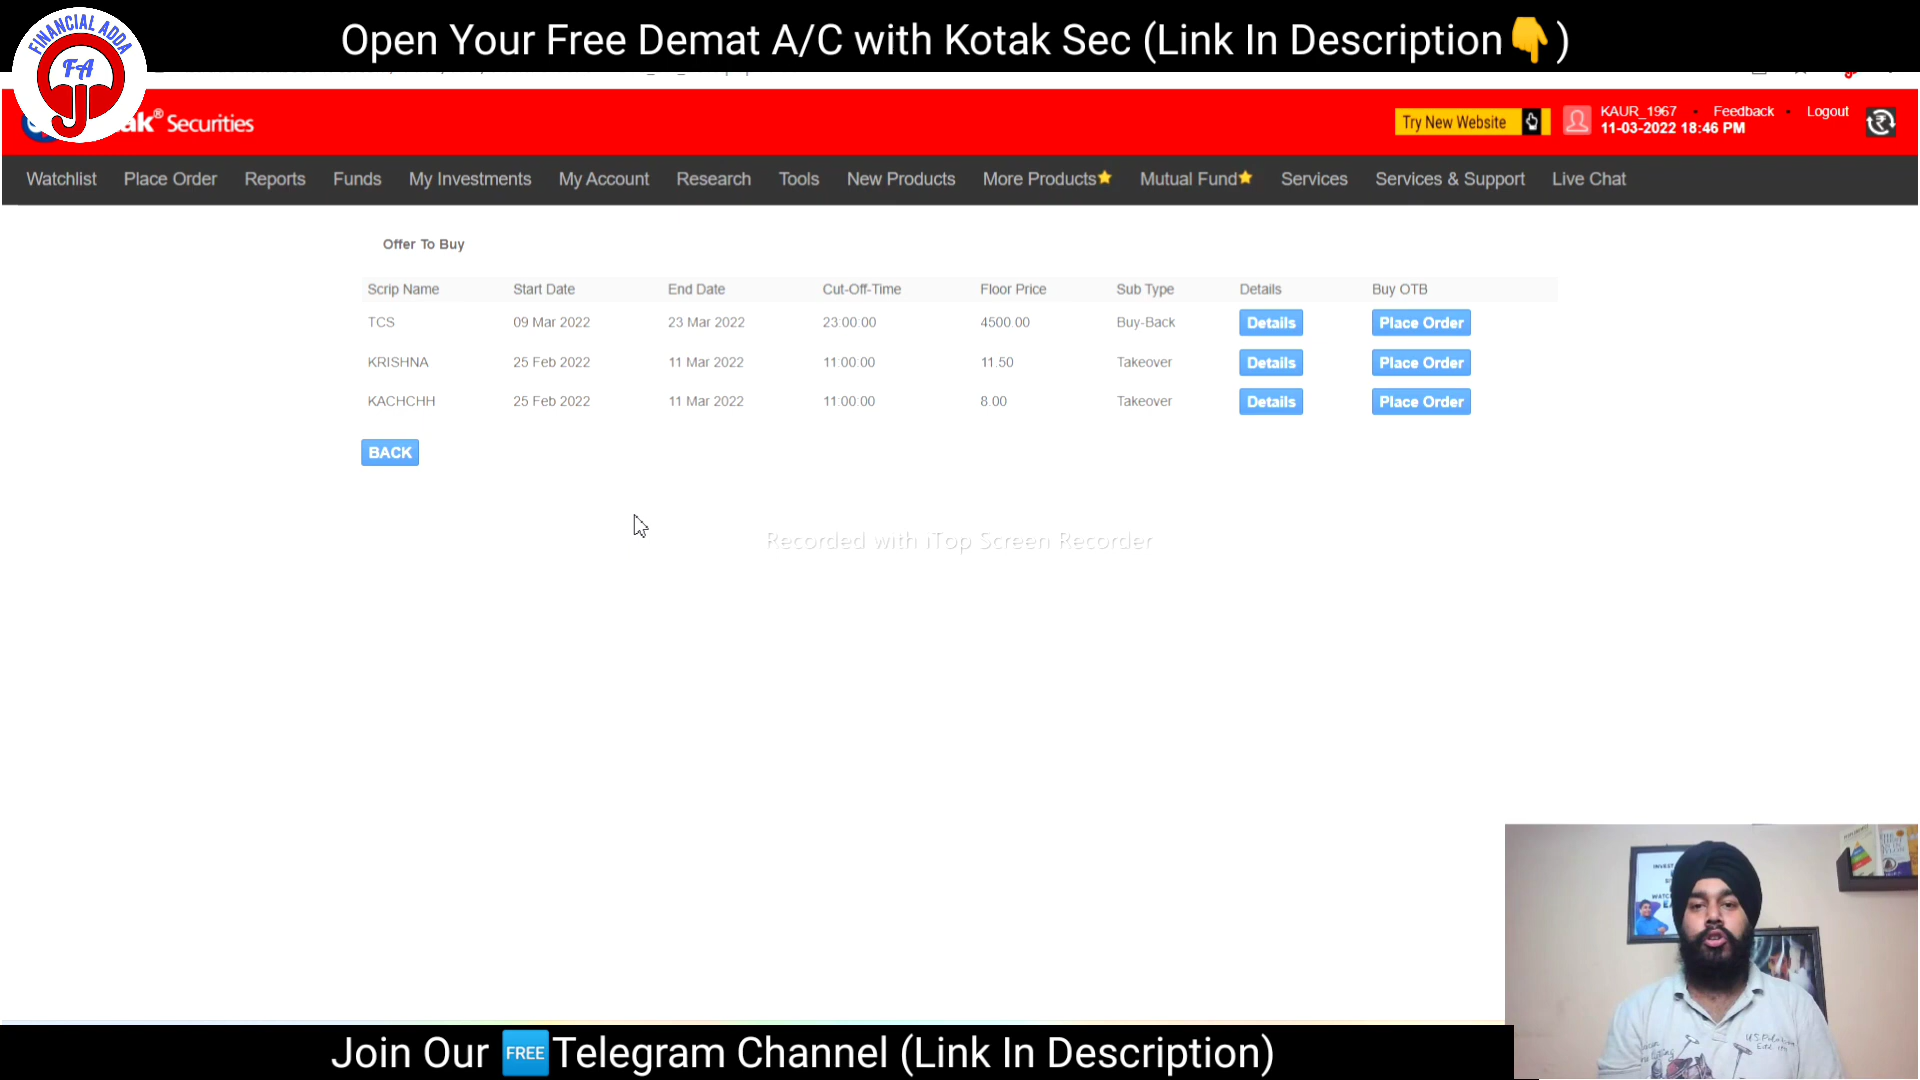 Open Your Free Demat A/C with Kotak Sec (Link In Description👇)
FINANCIAL ADDA
FA
Securities
Try New Website
KAUR_1967 Feedback Logout
11-03-2022 18:46 PM
Watchlist Place Order Reports Funds My Investments My Account Research Tools New Products More Products Mutual Fund Services Services & Support Live Chat
Offer To Buy
Scrip Name Start Date End Date Cut-Off-Time Floor Price Sub Type Details Buy OTB
TCS 09 Mar 2022 23 Mar 2022 23:00:00 4500.00 Buy-Back Details Place Order
KRISHNA 25 Feb 2022 11 Mar 2022 11:00:00 11.50 Takeover Details Place Order
KACHCHH 25 Feb 2022 11 Mar 2022 11:00:00 8.00 Takeover Details Place Order
BACK
Recorded with iTop Screen Recorder
Join Our FREE Telegram Channel (Link In Description)